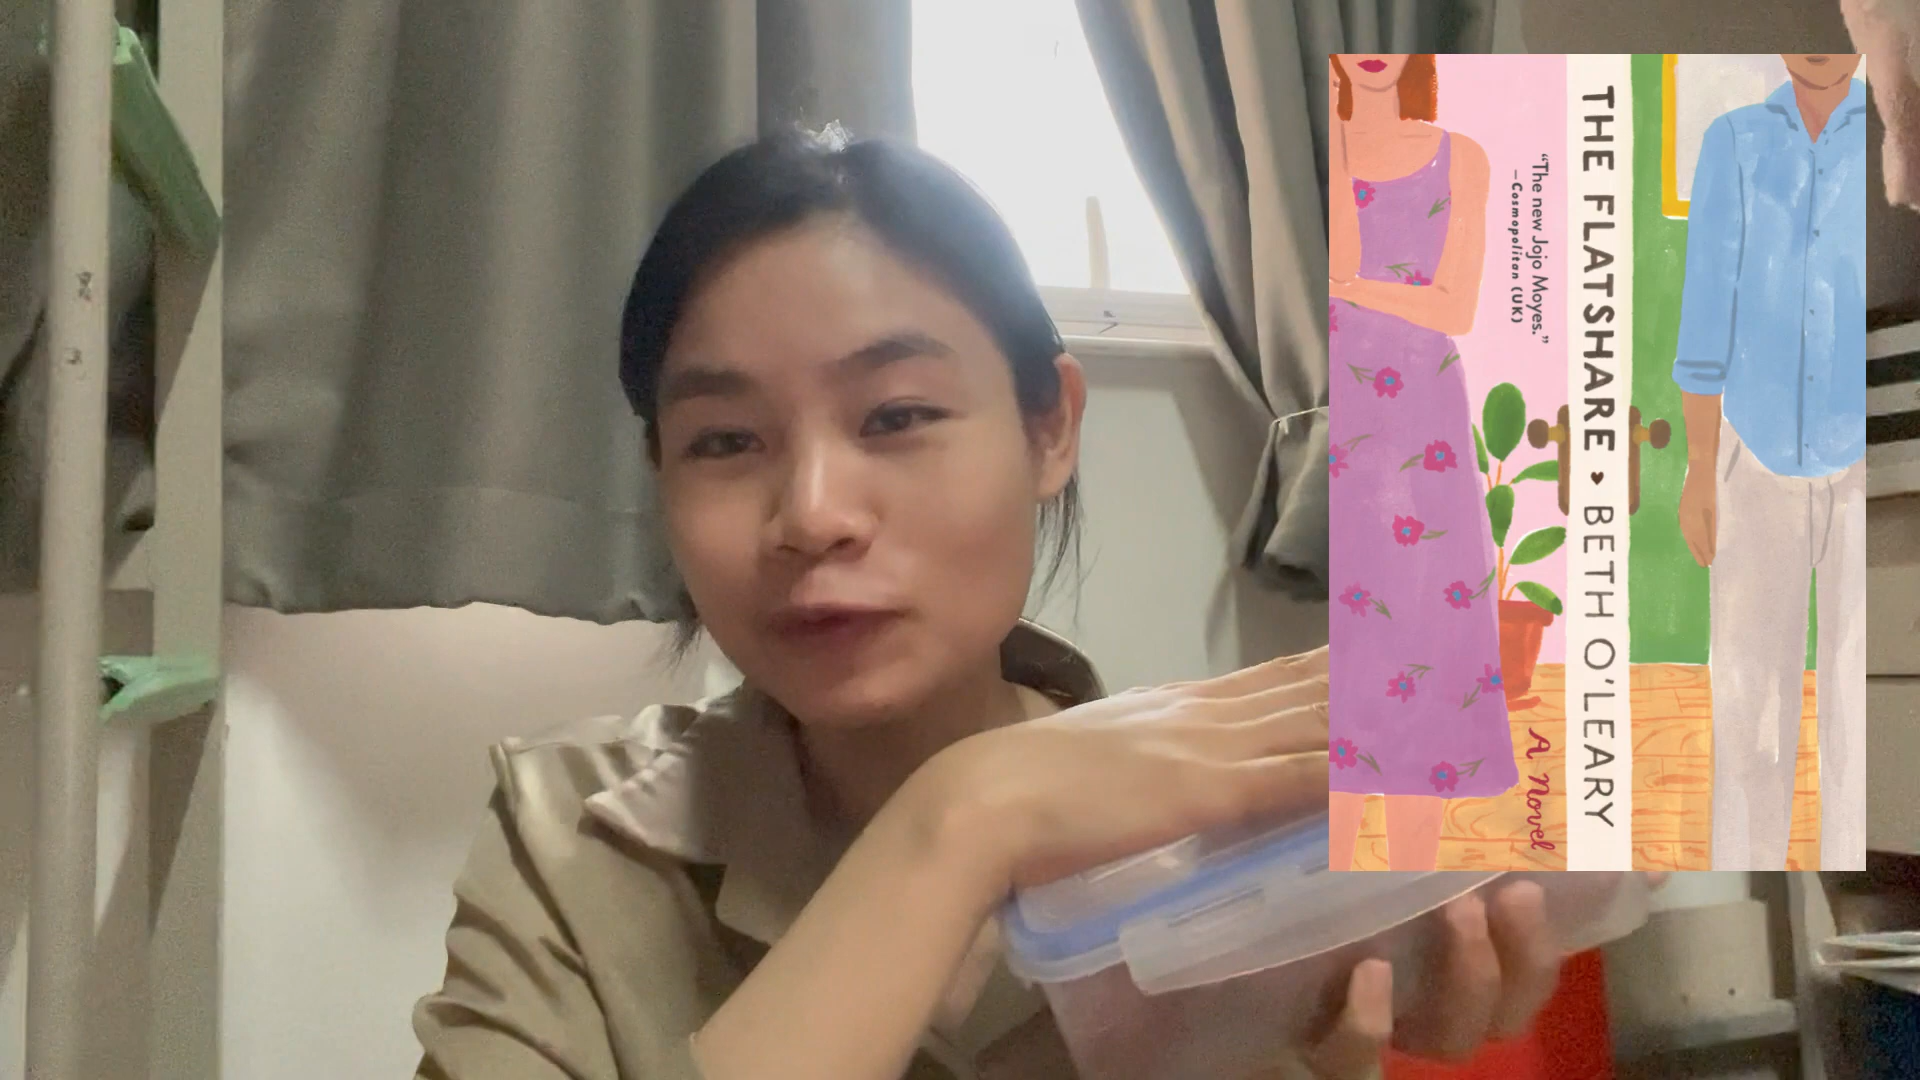 THE FLATSHARE ♥ BETH O'LEARY
“The new Jojo Moyes.”
—Cosmopolitan (UK)
A Novel